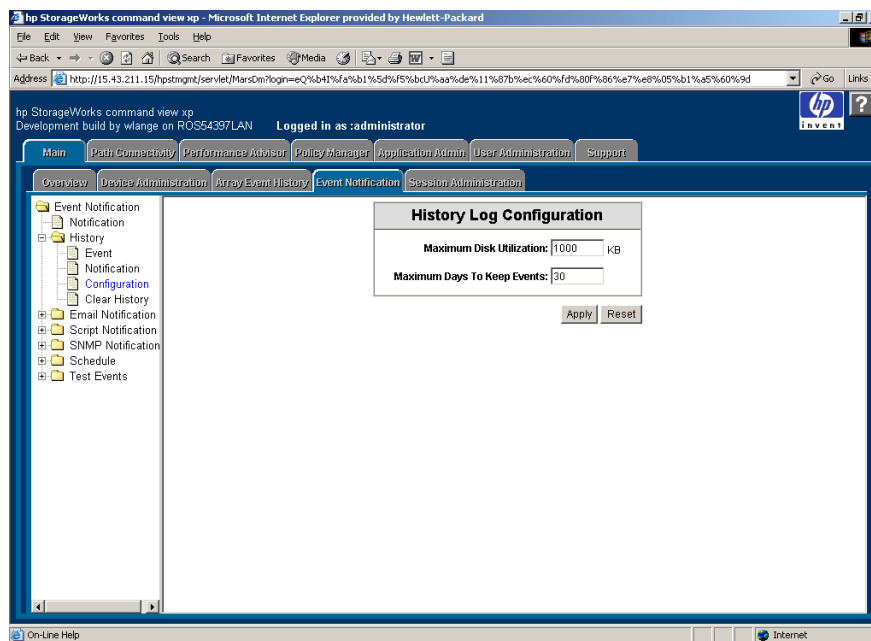 hp StorageWorks command view xp - Microsoft Internet Explorer provided by Hewlett-Packard
File Edit View Favorites Tools Help
Back Search Favorites Media
Address http://15.43.211.15/hpstmgmt/servlet/MarsDm?login=eQ%b4I%fa%b1%5d%f5%bcU%aa%de%11%87b%ec%60%fd%80f%86%e7%e8%05%b1%a5%60%9d Go Links
hp StorageWorks command view xp
Development build by wlange on ROS54397LAN Logged in as :administrator
hp
invent
?
Main Path Connectivity Performance Advisor Policy Manager Application Admin User Administration Support
Overview Device Administration Array Event History Event Notification Session Administration
Event Notification
Notification
History
Event
Notification
Configuration
Clear History
Email Notification
Script Notification
SNMP Notification
Schedule
Test Events
History Log Configuration
Maximum Disk Utilization: 1000 KB
Maximum Days To Keep Events: 30
Apply Reset
On-Line Help Internet